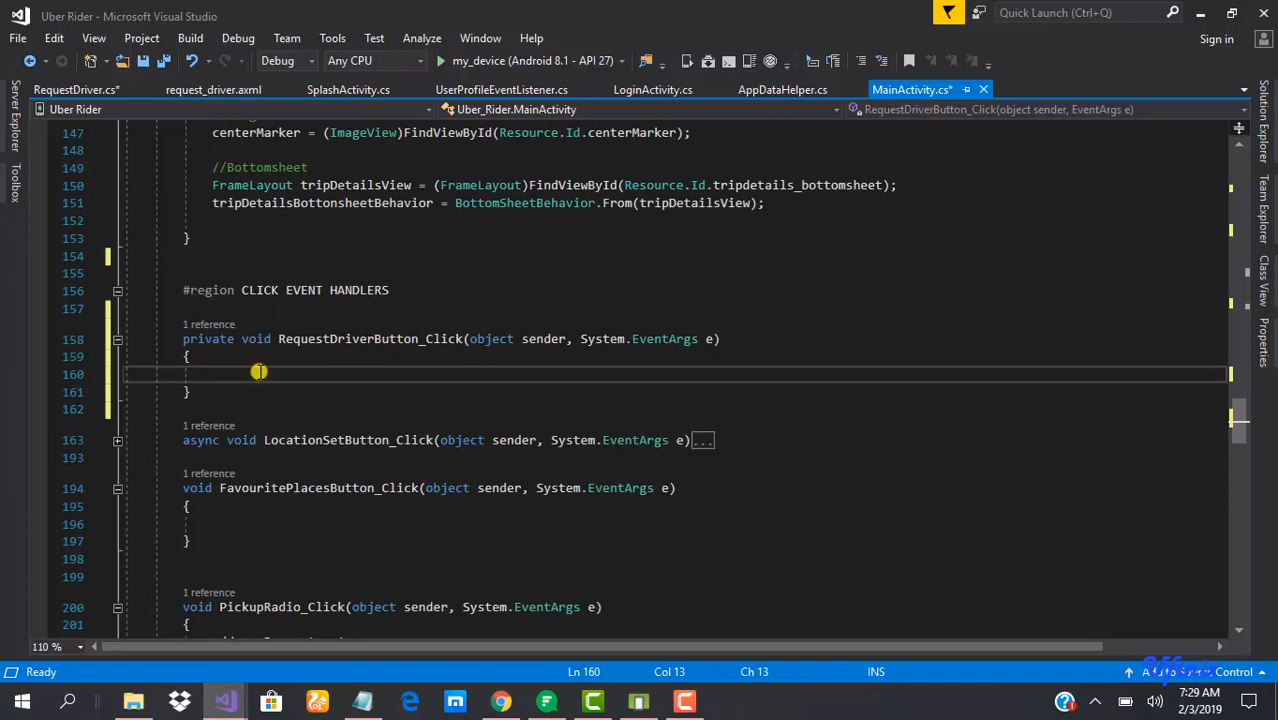 Uber Rider - Microsoft Visual Studio
Quick Launch (Ctrl+Q)
File Edit View Project Build Debug Team Tools Test Analyze Window Help
Sign in
Debug Any CPU my_device (Android 8.1 - API 27)
RequestDriver.cs* request_driver.axml SplashActivity.cs UserProfileEventListener.cs LoginActivity.cs AppDataHelper.cs MainActivity.cs*
Uber Rider Uber_Rider.MainActivity RequestDriverButton_Click(object sender, EventArgs e)
Server Explorer
Toolbox
Solution Explorer
Team Explorer
Class View
Properties
147 centerMarker = (ImageView)FindViewById(Resource.Id.centerMarker);
148
149 //Bottomsheet
150 FrameLayout tripDetailsView = (FrameLayout)FindViewById(Resource.Id.tripdetails_bottomsheet);
151 tripDetailsBottonsheetBehavior = BottomSheetBehavior.From(tripDetailsView);
152
153 }
154
155
156 #region CLICK EVENT HANDLERS
157
1 reference
158 private void RequestDriverButton_Click(object sender, System.EventArgs e)
159 {
160
161 }
162
1 reference
163 async void LocationSetButton_Click(object sender, System.EventArgs e)...
193
1 reference
194 void FavouritePlacesButton_Click(object sender, System.EventArgs e)
195 {
196
197 }
198
199
1 reference
200 void PickupRadio_Click(object sender, System.EventArgs e)
201 {
110 %
Ready Ln 160 Col 13 Ch 13 INS
7:29 AM
2/3/2019